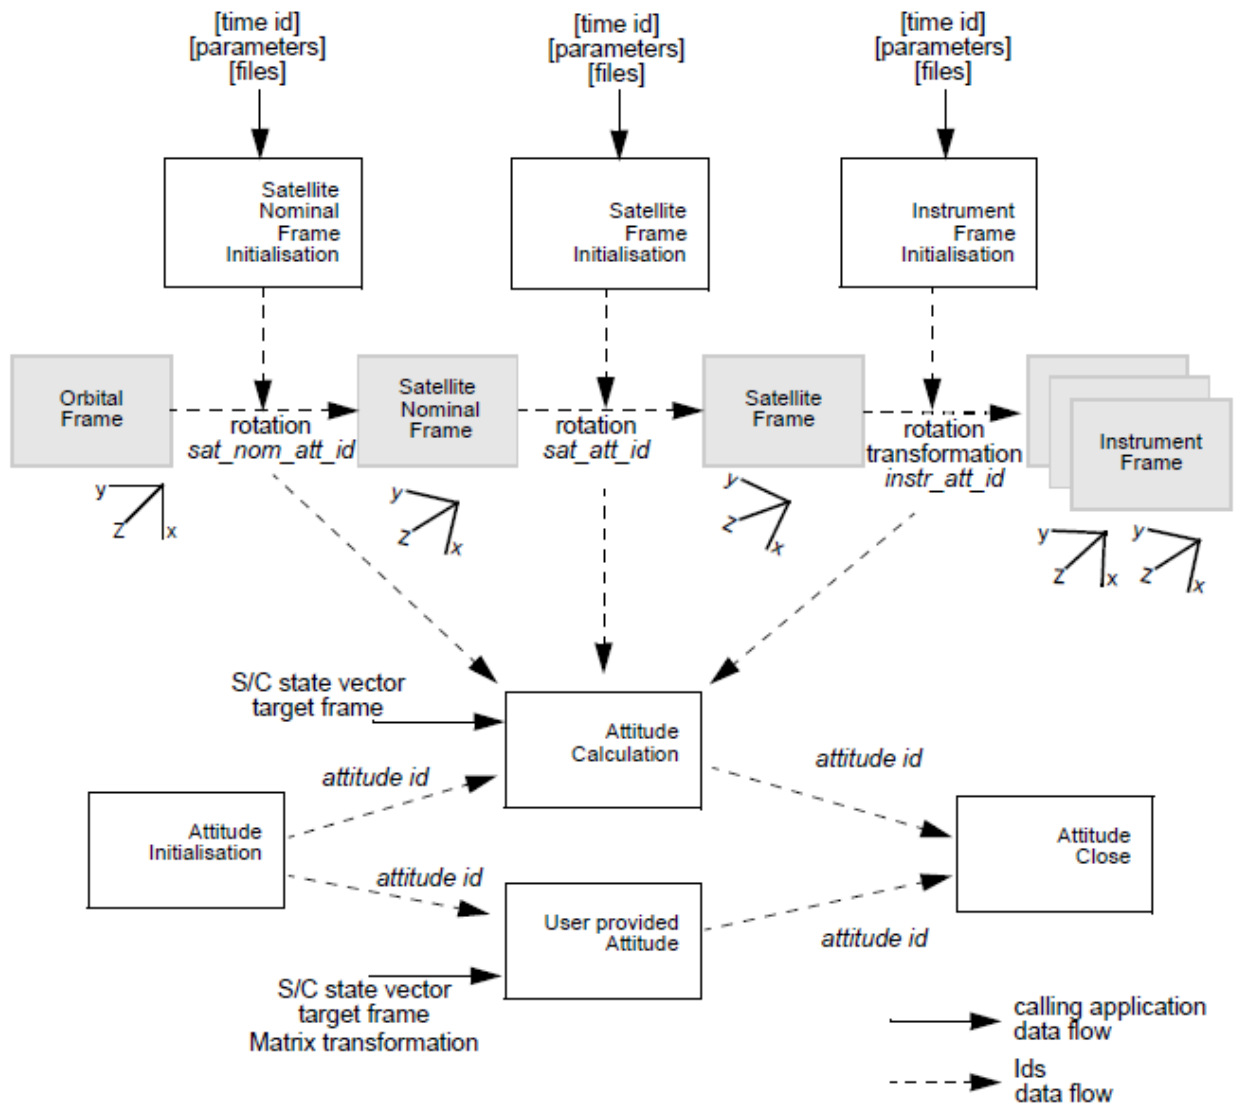 [time id]
[parameters]
[files]
[time id]
[parameters]
[files]
[time id]
[parameters]
[files]
Satellite
Nominal
Frame
Initialisation
Satellite
Frame
Initialisation
Instrument
Frame
Initialisation
Orbital
Frame
rotation
sat_nom_att_id
Satellite
Nominal
Frame
rotation
sat_att_id
Satellite
Frame
rotation
transformation
instr_att_id
Instrument
Frame
y
Z
x
y
Z
x
y
Z
x
y
Z
x
y
Z
x
S/C state vector
target frame
Attitude
Calculation
attitude id
attitude id
Attitude
Initialisation
Attitude
Close
attitude id
User provided
Attitude
attitude id
S/C state vector
target frame
Matrix transformation
calling application
data flow
Ids
data flow